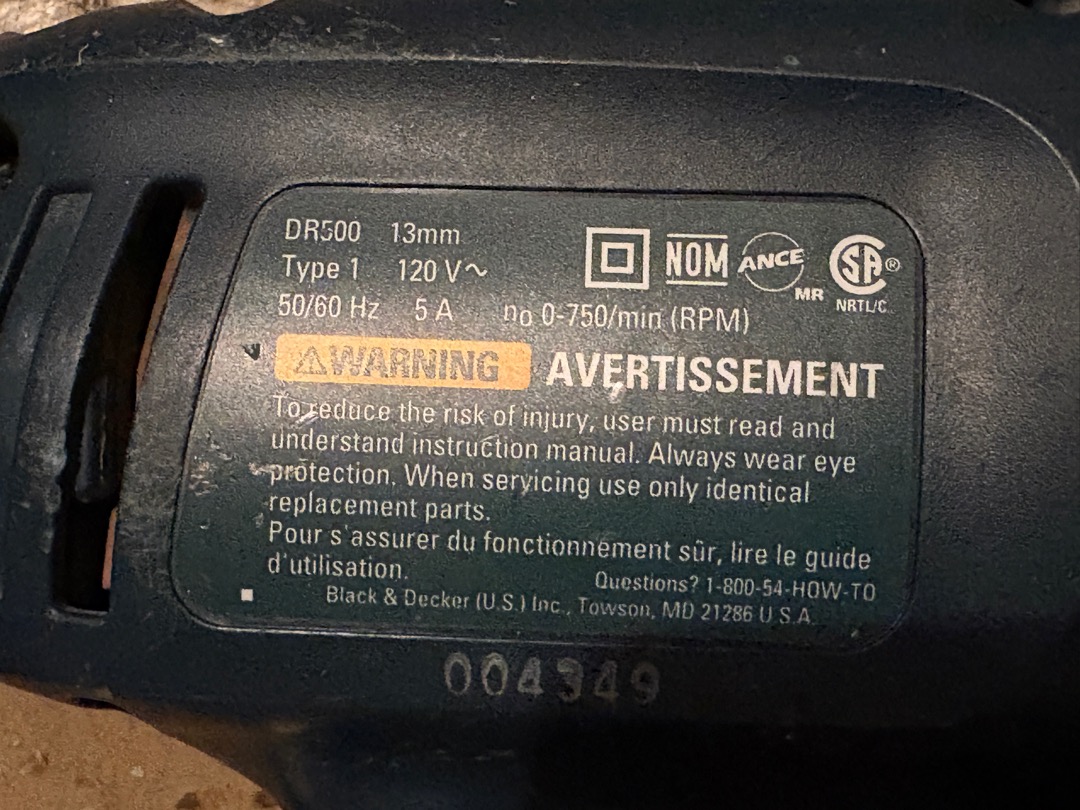 DR500 13mm
Type 1 120 V~
50/60 Hz 5 A no 0-750/min (RPM)
NOM ANCE MR SA® NRTL/C
⚠WARNING AVERTISSEMENT
To reduce the risk of injury, user must read and
understand instruction manual. Always wear eye
protection. When servicing use only identical
replacement parts.
Pour s'assurer du fonctionnement sûr, lire le guide
d'utilisation.
Questions? 1-800-54-HOW-TO
Black & Decker (U.S.) Inc., Towson, MD 21286 U.S.A.
004349